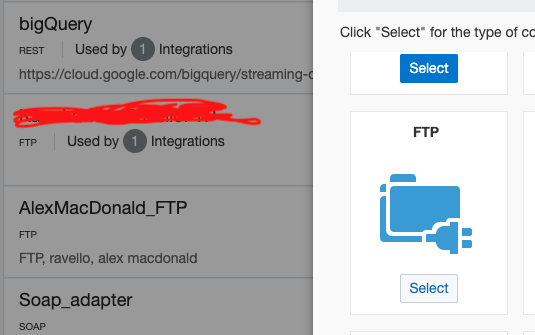 bigQuery
REST Used by 1 Integrations
https://cloud.google.com/bigquery/streaming-
FTP Used by 1 Integrations
AlexMacDonald_FTP
FTP
FTP, ravello, alex macdonald
Soap_adapter
SOAP
Click "Select" for the type of co
Select
FTP
Select